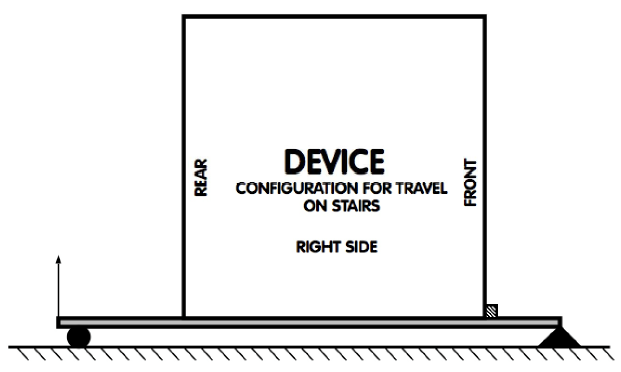 DEVICE
CONFIGURATION FOR TRAVEL
ON STAIRS
REAR
FRONT
RIGHT SIDE